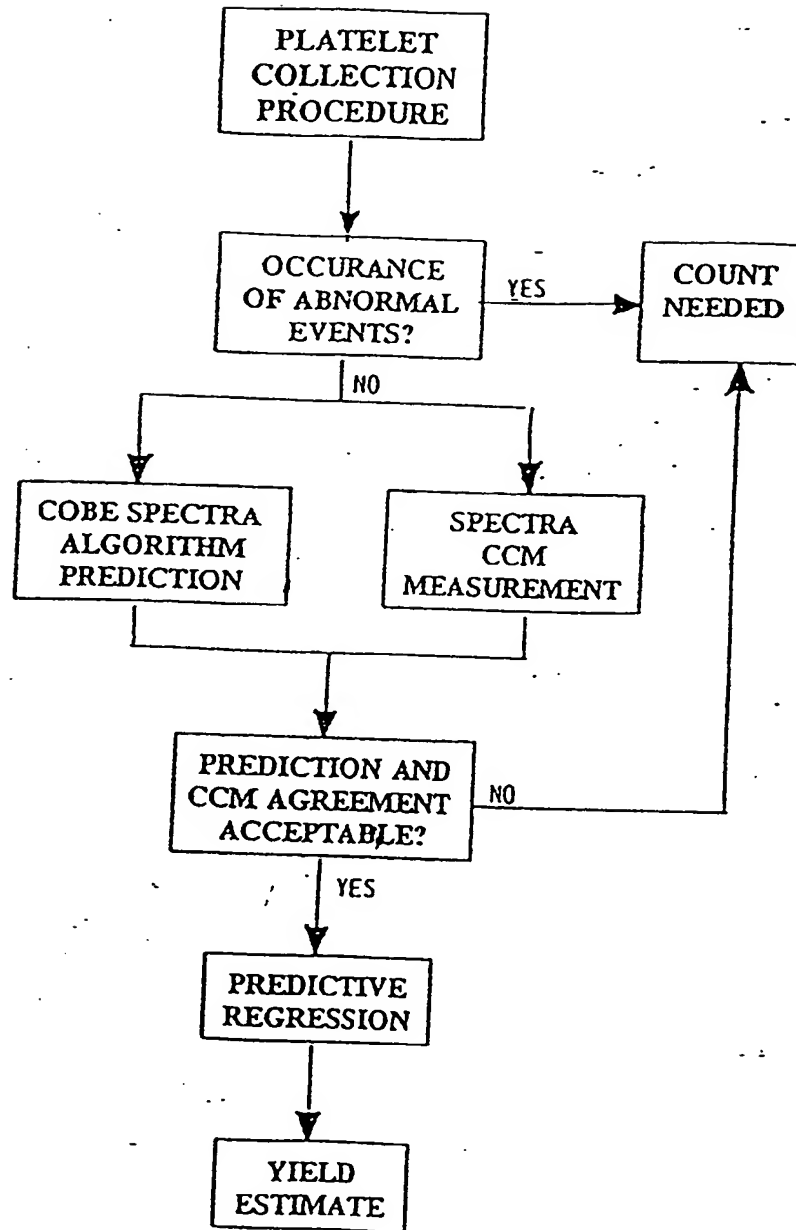 PLATELET
COLLECTION
PROCEDURE
OCCURANCE
OF ABNORMAL
EVENTS?
YES
COUNT
NEEDED
NO
COBE SPECTRA
ALGORITHM
PREDICTION
SPECTRA
CCM
MEASUREMENT
PREDICTION AND
CCM AGREEMENT
ACCEPTABLE?
NO
YES
PREDICTIVE
REGRESSION
YIELD
ESTIMATE